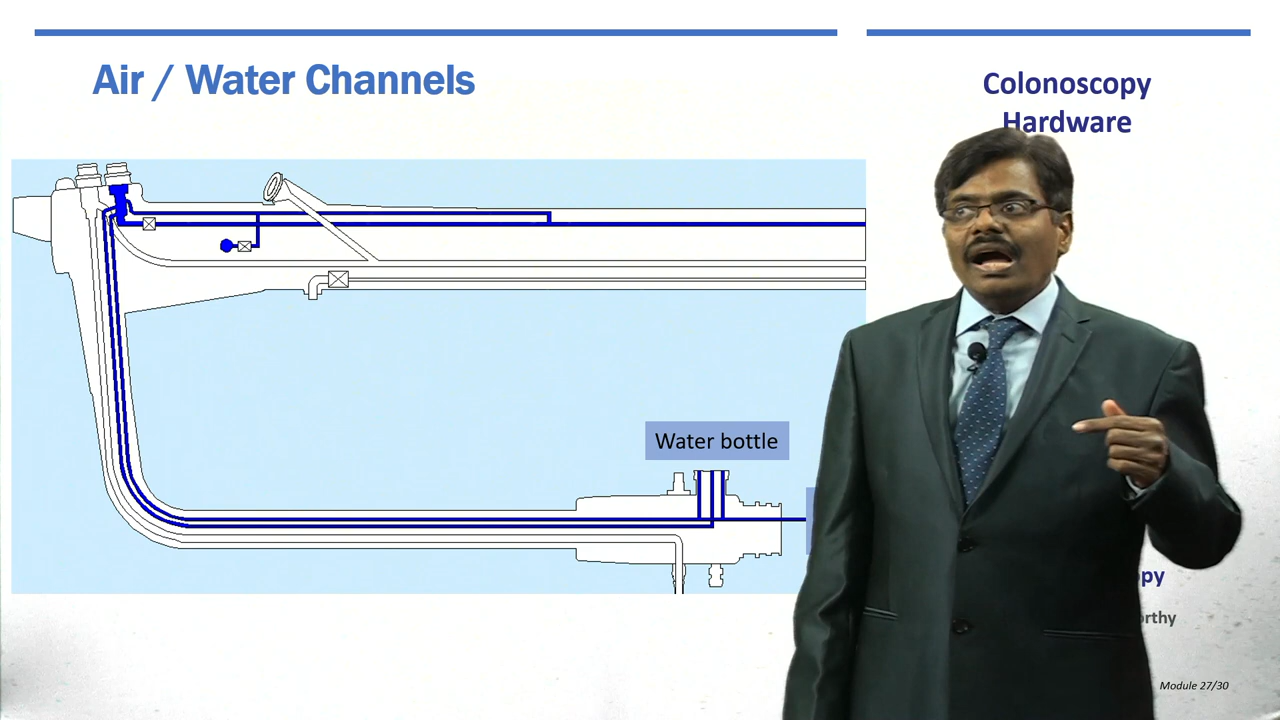 Air / Water Channels
Colonoscopy
Hardware
Water bottle
Module 27/30